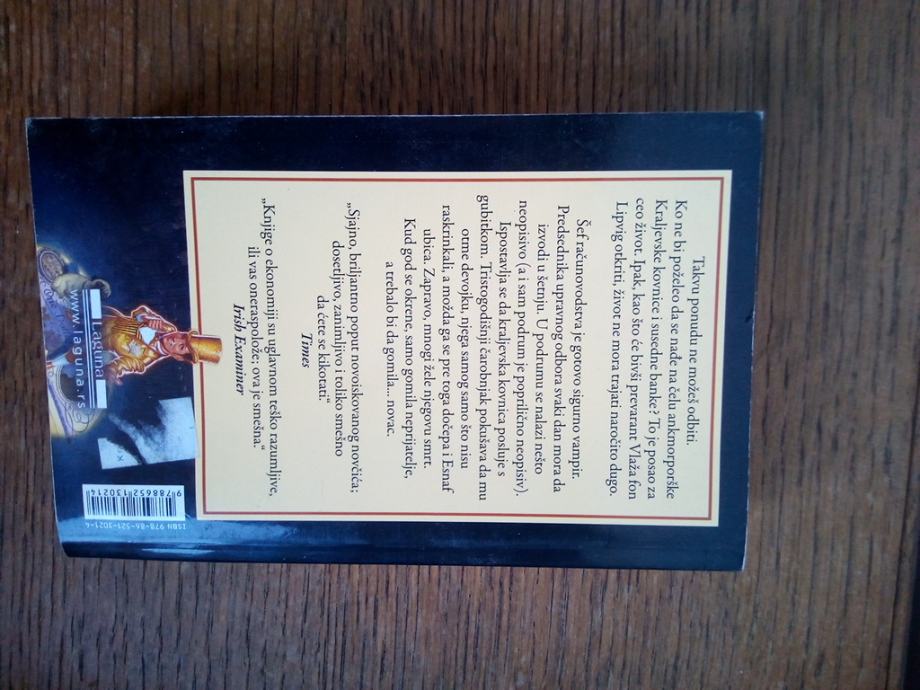 Takvu ponudu ne možeš odbiti.
Ko ne bi poželeo da se nađe na čelu ankmorporške
Kraljevske kovnice i susedne banke? To je posao za
ceo život. Ipak, kao što će bivši prevarant Vlaža fon
Lipvig otkriti, život ne mora trajati naročito dugo.
Šef računovodstva je gotovo sigurno vampir.
Predsednika upravnog odbora svaki dan mora da
izvodi u šetnju. U podrumu se nalazi nešto
neopisivo (a i sam podrum je poprilično neopisiv).
Ispostavlja se da kraljevska kovnica posluje s
gubitkom. Tristogodišnji čarobnjak pokušava da mu
otme devojku, njega samog samo što nisu
raskrinkali, a možda ga se pre toga dočepa i Esnaf
ubica. Zapravo, mnogi žele njegovu smrt.
Kud god se okrene, samo gomila neprijatelje,
a trebalo bi da gomila... novac.
„Sjajno, briljantno poput novoiskovanog novčića;
dosetljivo, zanimljivo i toliko smešno
da ćete se kikotati.“
Times
„Knjige o ekonomiji su uglavnom teško razumljive,
ili vas oneraspolože; ova je smešna.“
Irish Examiner
Laguna
www.laguna.rs
ISBN 978-86-521-3021-4
9 788652 130214